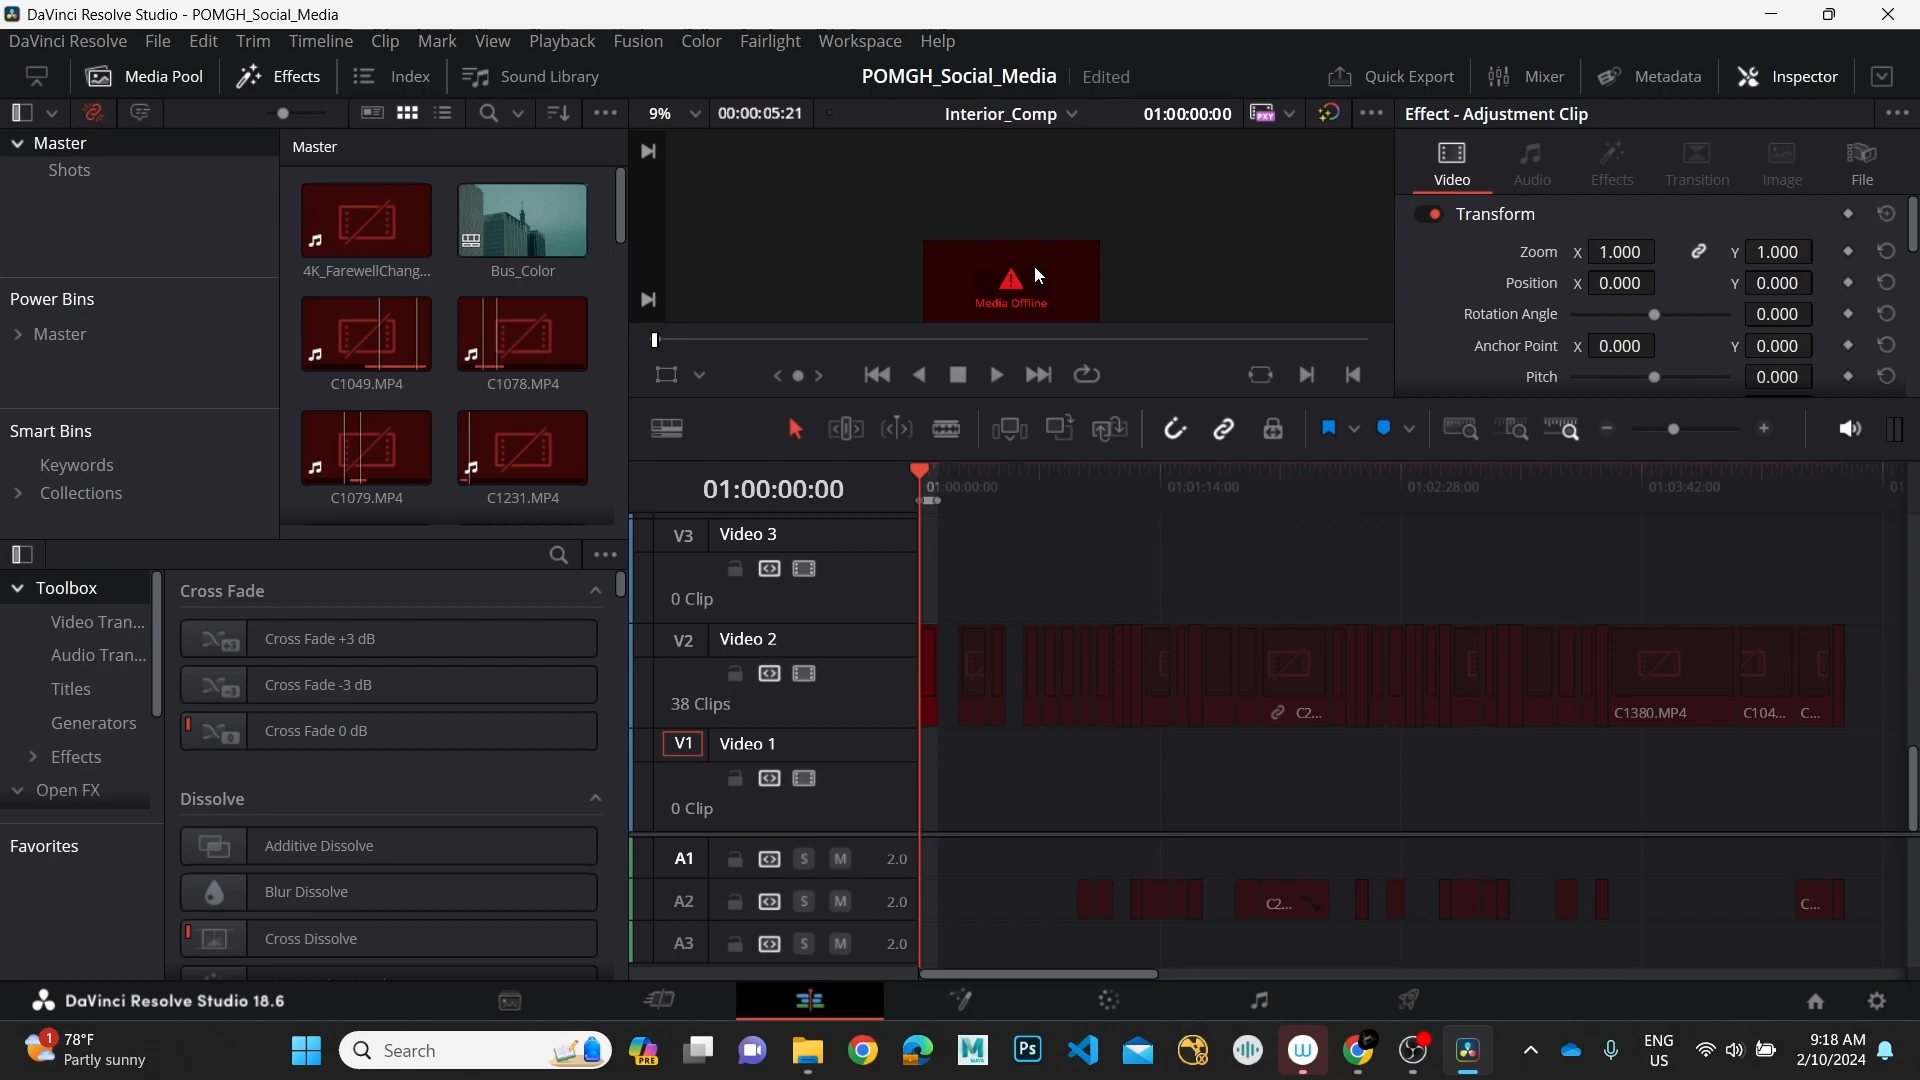 DaVinci Resolve Studio - POMGH_Social_Media
DaVinci Resolve File Edit Trim Timeline Clip Mark View Playback Fusion Color Fairlight Workspace Help
Media Pool Effects Index Sound Library POMGH_Social_Media Edited Quick Export Mixer Metadata Inspector
9% 00:00:05:21 Interior_Comp 01:00:00:00 PXY Effect - Adjustment Clip
Master
Shots
Power Bins
Master
Smart Bins
Keywords
Collections
Master
4K_FarewellChang... Bus_Color
C1049.MP4 C1078.MP4
C1079.MP4 C1231.MP4
Media Offline
Video Audio Effects Transition Image File
Transform
Zoom X 1.000 Y 1.000
Position X 0.000 Y 0.000
Rotation Angle 0.000
Anchor Point X 0.000 Y 0.000
Pitch 0.000
Toolbox
Video Tran...
Audio Tran...
Titles
Generators
Effects
Open FX
Favorites
Cross Fade
+3 Cross Fade +3 dB
-3 Cross Fade -3 dB
0 Cross Fade 0 dB
Dissolve
Additive Dissolve
Blur Dissolve
Cross Dissolve
01:00:00:00
01:00:00:00 01:01:14:00 01:02:28:00 01:03:42:00 01
V3 Video 3
0 Clip
V2 Video 2
38 Clips
C2... C1380.MP4 C104... C...
V1 Video 1
0 Clip
A1 S M 2.0
A2 S M 2.0
C2... C...
A3 S M 2.0
DaVinci Resolve Studio 18.6
1 78°F
Partly sunny
Search
PRE
M
MAYA
Ps
W
ENG
US
9:18 AM
2/10/2024